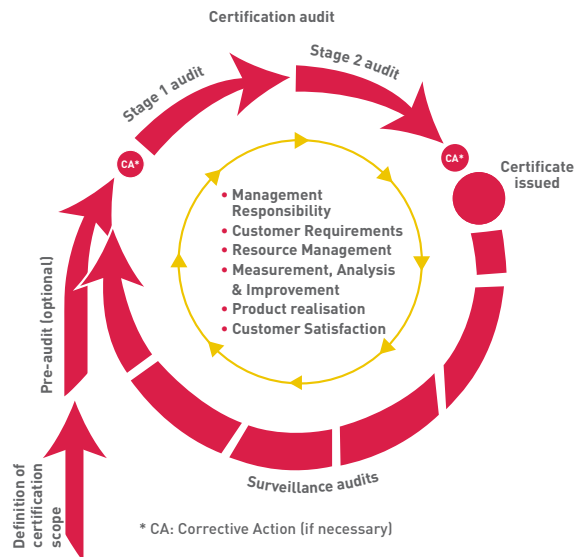 Certification audit
Stage 1 audit
Stage 2 audit
CA*
CA*
Certificate
issued
• Management
Responsibility
• Customer Requirements
• Resource Management
• Measurement, Analysis
& Improvement
• Product realisation
• Customer Satisfaction
Pre-audit (optional)
Surveillance audits
Definition of
certification
scope
* CA: Corrective Action (if necessary)